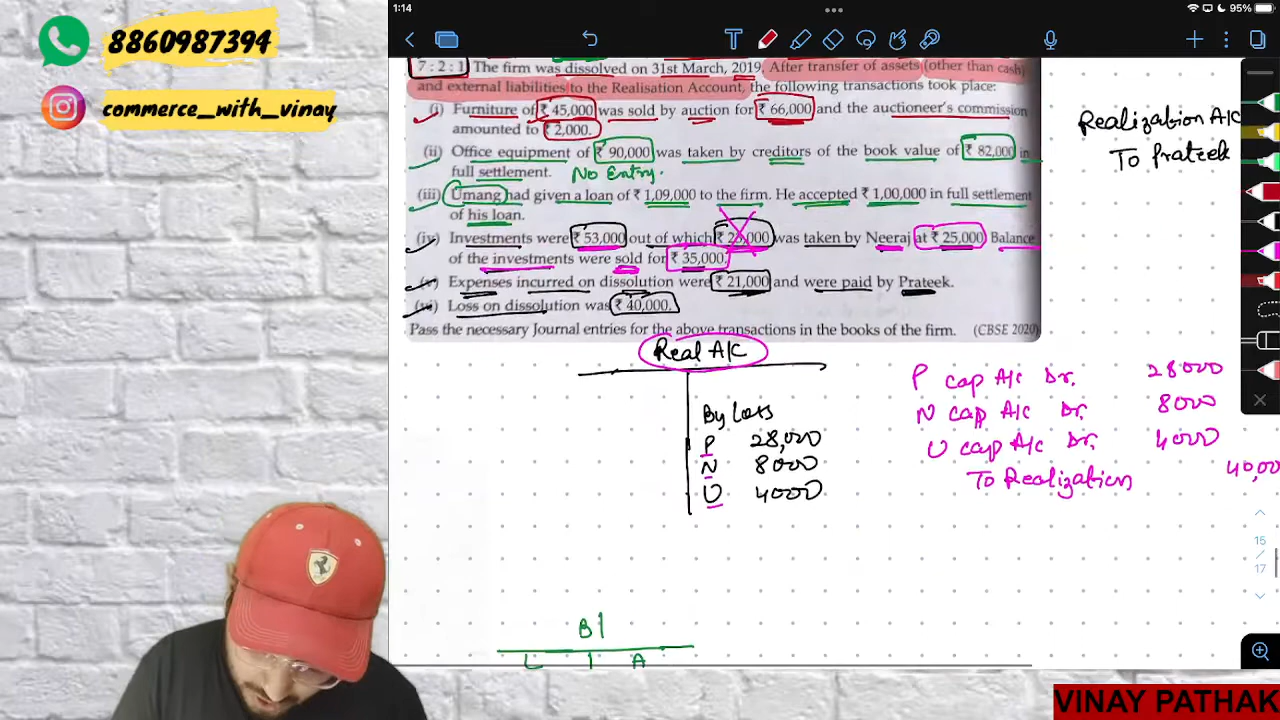 8860987394
commerce_with_vinay
1:14
95%
7 : 2 : 1. The firm was dissolved on 31st March, 2019. After transfer of assets (other than cash)
and external liabilities to the Realisation Account, the following transactions took place:
(i) Furniture of ₹ 45,000 was sold by auction for ₹ 66,000 and the auctioneer's commission
amounted to ₹ 2,000.
(ii) Office equipment of ₹ 90,000 was taken by creditors of the book value of ₹ 82,000 in
full settlement. No Entry.
(iii) Umang had given a loan of ₹ 1,09,000 to the firm. He accepted ₹ 1,00,000 in full settlement
of his loan.
(iv) Investments were ₹ 53,000 out of which ₹ 23,000 was taken by Neeraj at ₹ 25,000. Balance
of the investments were sold for ₹ 35,000.
(v) Expenses incurred on dissolution were ₹ 21,000 and were paid by Prateek.
(vi) Loss on dissolution was ₹ 40,000.
Pass the necessary Journal entries for the above transactions in the books of the firm. (CBSE 2020)
Realization A/C
To Prateek
Real A/C
By Loss
P 28,000
N 8000
U 4000
P cap A/c Dr. 28000
N cap A/c Dr. 8000
U cap A/c Dr. 4000
To Realization 40,00
B
L A
15
/
17
VINAY PATHAK